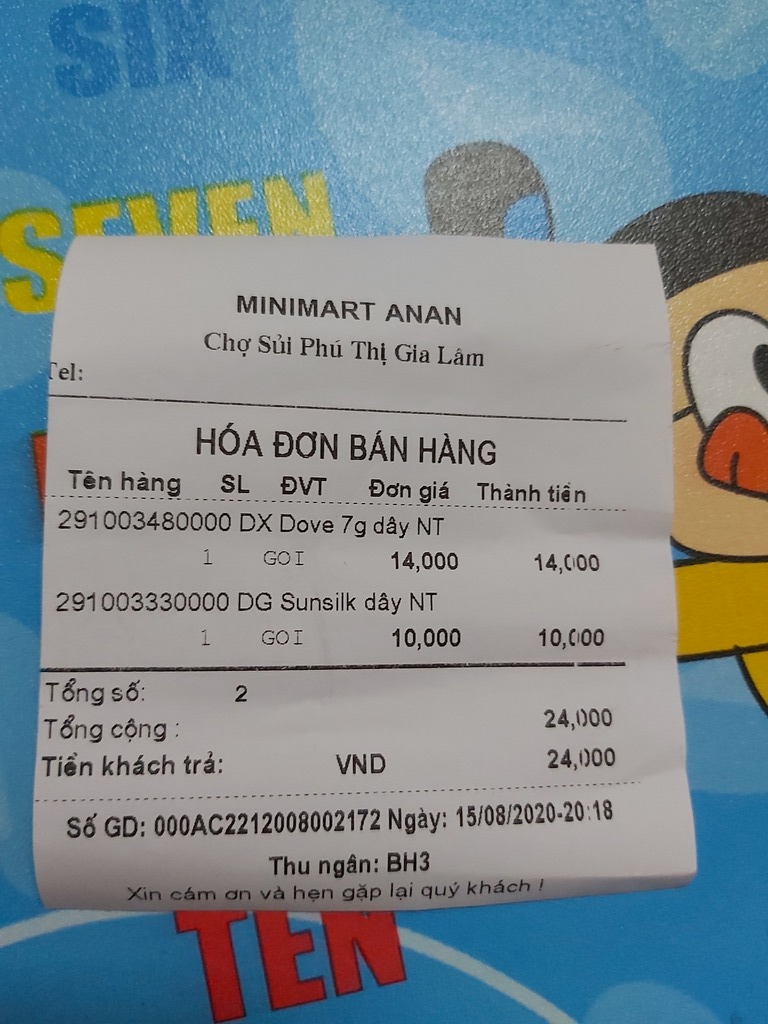 SIX
SEVEN
MINIMART ANAN
Chợ Sủi Phú Thị Gia Lâm
Tel:
HÓA ĐƠN BÁN HÀNG
Tên hàng SL ĐVT Đơn giá Thành tiền
291003480000 DX Dove 7g dây NT
1 GOI 14,000 14,000
291003330000 DG Sunsilk dây NT
1 GOI 10,000 10,000
Tổng số: 2
Tổng cộng : 24,000
Tiền khách trả: VND 24,000
Số GD: 000AC2212008002172 Ngày: 15/08/2020-20:18
Thu ngân: BH3
Xin cám ơn và hẹn gặp lại quý khách !
TEN